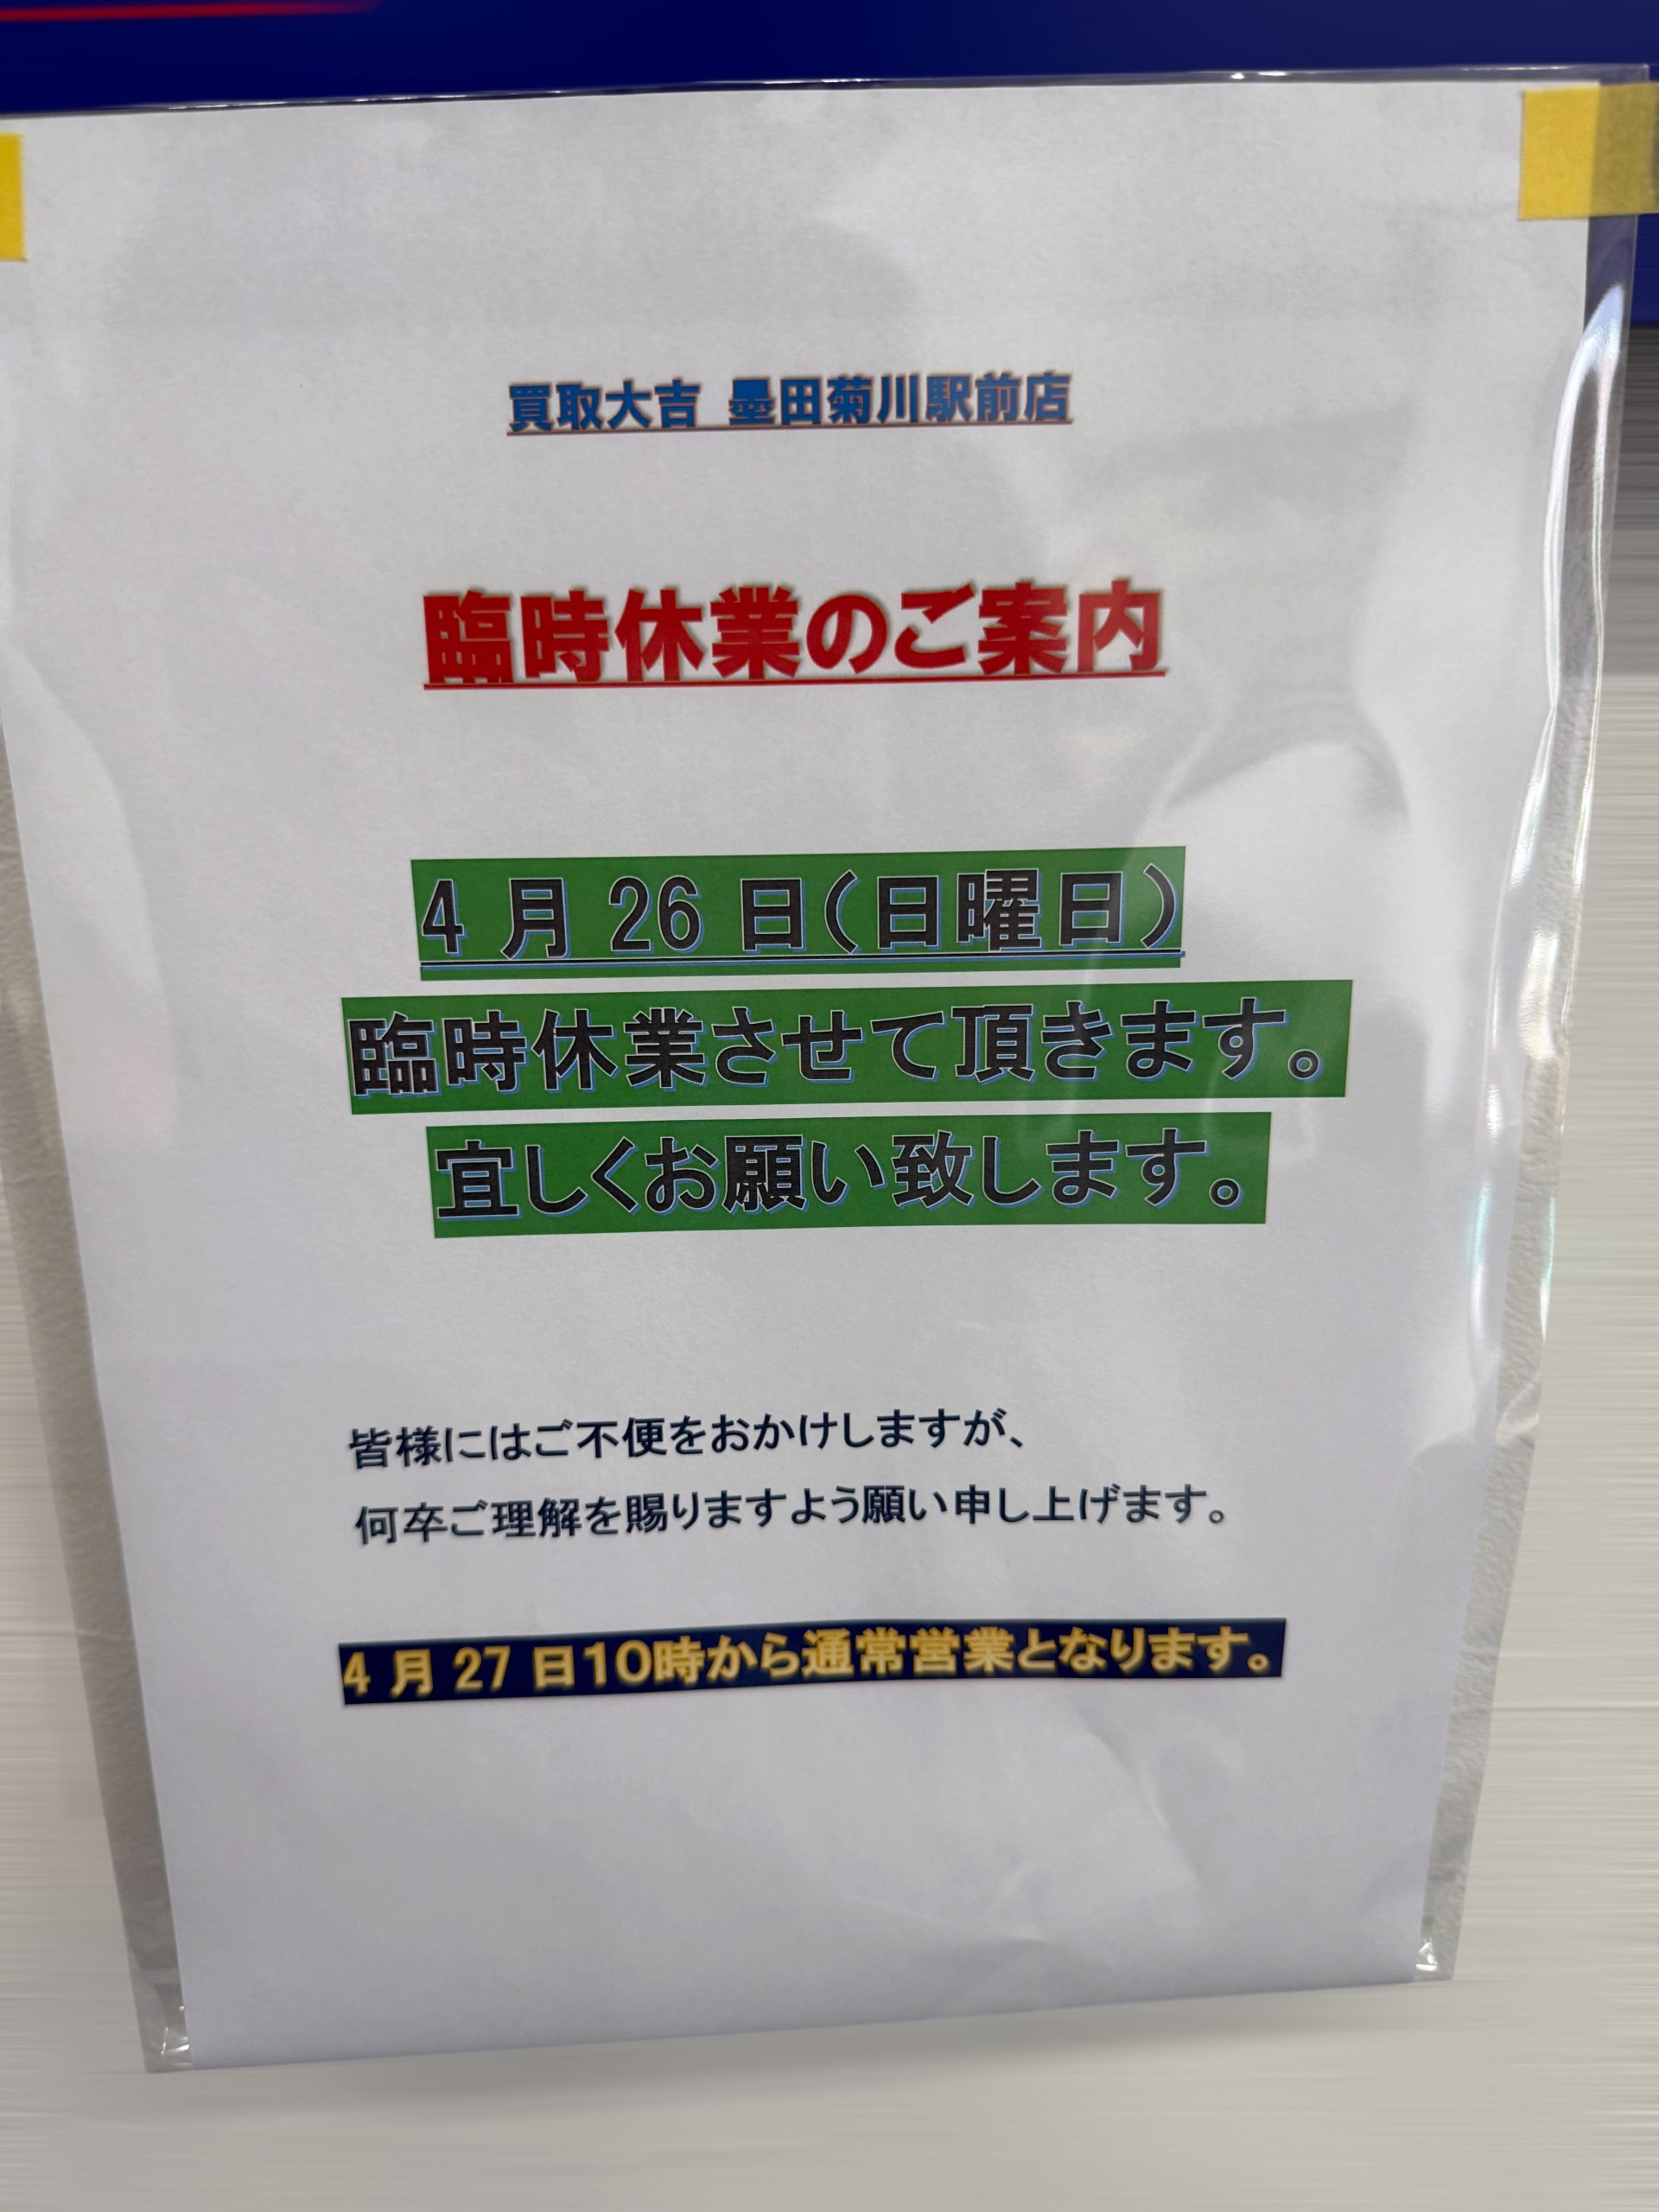 買取大吉 墨田菊川駅前店
臨時休業のご案内
4 月 26 日(日曜日)
臨時休業させて頂きます。
宜しくお願い致します。
皆様にはご不便をおかけしますが、
何卒ご理解を賜りますよう願い申し上げます。
4 月 27 日10時から通常営業となります。